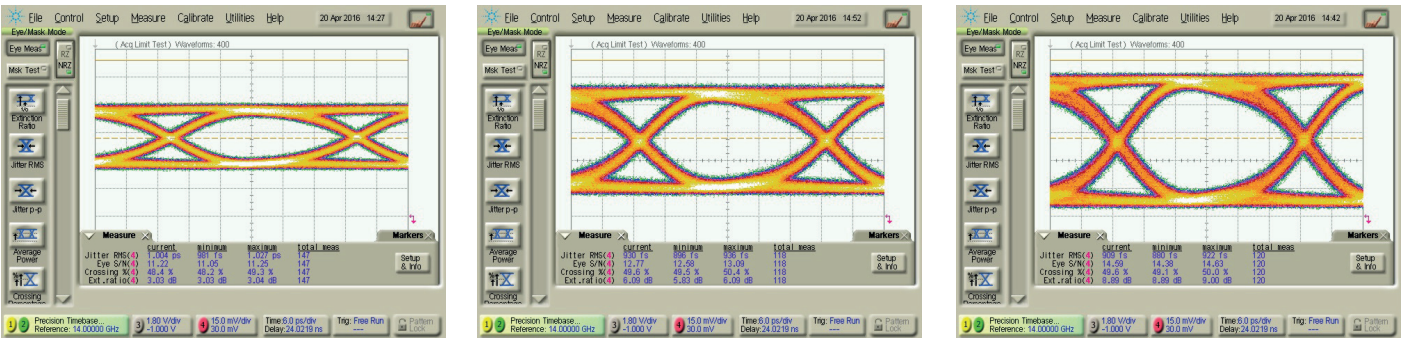 File Control Setup Measure Calibrate Utilities Help 20 Apr 2016 14:27
Eye/Mask Mode
Eye Meas
RZ
NRZ
Msk Test
( Acq Limit Test ) Waveforms: 400
Extinction
Ratio
Jitter RMS
Jitter p-p
Average
Power
Crossing
Measure
Markers
current minimum maximum total meas
Jitter RMS(4) 1.004 ps 981 fs 1.027 ps 147
Eye S/N(4) 11.22 11.05 11.25 147
Crossing %(4) 48.4 % 48.2 % 49.3 % 147
Ext.ratio(4) 3.03 dB 3.03 dB 3.04 dB 147
Setup
& Info
1 2 Precision Timebase...
Reference: 14.00000 GHz
3 1.80 V/div
-1.000 V
4 15.0 mV/div
30.0 mV
Time:6.0 ps/div
Delay:24.0219 ns
Trig: Free Run
----
Pattern
Lock
File Control Setup Measure Calibrate Utilities Help 20 Apr 2016 14:52
Eye/Mask Mode
Eye Meas
RZ
NRZ
Msk Test
( Acq Limit Test ) Waveforms: 400
Extinction
Ratio
Jitter RMS
Jitter p-p
Average
Power
Crossing
Measure
Markers
current minimum maximum total meas
Jitter RMS(4) 930 fs 896 fs 936 fs 118
Eye S/N(4) 12.77 12.58 13.09 118
Crossing %(4) 49.6 % 49.5 % 50.4 % 118
Ext.ratio(4) 6.09 dB 5.83 dB 6.09 dB 118
Setup
& Info
1 2 Precision Timebase...
Reference: 14.00000 GHz
3 1.80 V/div
-1.000 V
4 15.0 mV/div
30.0 mV
Time:6.0 ps/div
Delay:24.0219 ns
Trig: Free Run
----
Pattern
Lock
File Control Setup Measure Calibrate Utilities Help 20 Apr 2016 14:42
Eye/Mask Mode
Eye Meas
RZ
NRZ
Msk Test
( Acq Limit Test ) Waveforms: 400
Extinction
Ratio
Jitter RMS
Jitter p-p
Average
Power
Crossing
Measure
Markers
current minimum maximum total meas
Jitter RMS(4) 909 fs 880 fs 922 fs 120
Eye S/N(4) 14.59 14.38 14.63 120
Crossing %(4) 49.6 % 49.1 % 50.0 % 120
Ext.ratio(4) 8.89 dB 8.89 dB 9.00 dB 120
Setup
& Info
1 2 Precision Timebase...
Reference: 14.00000 GHz
3 1.80 V/div
-1.000 V
4 15.0 mV/div
30.0 mV
Time:6.0 ps/div
Delay:24.0219 ns
Trig: Free Run
----
Pattern
Lock